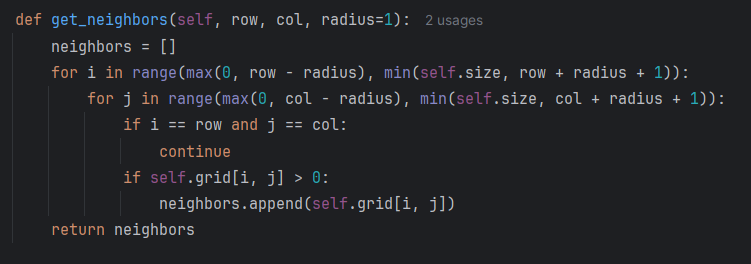 def get_neighbors(self, row, col, radius=1): 2 usages
    neighbors = []
    for i in range(max(0, row - radius), min(self.size, row + radius + 1)):
        for j in range(max(0, col - radius), min(self.size, col + radius + 1)):
            if i == row and j == col:
                continue
            if self.grid[i, j] > 0:
                neighbors.append(self.grid[i, j])
    return neighbors